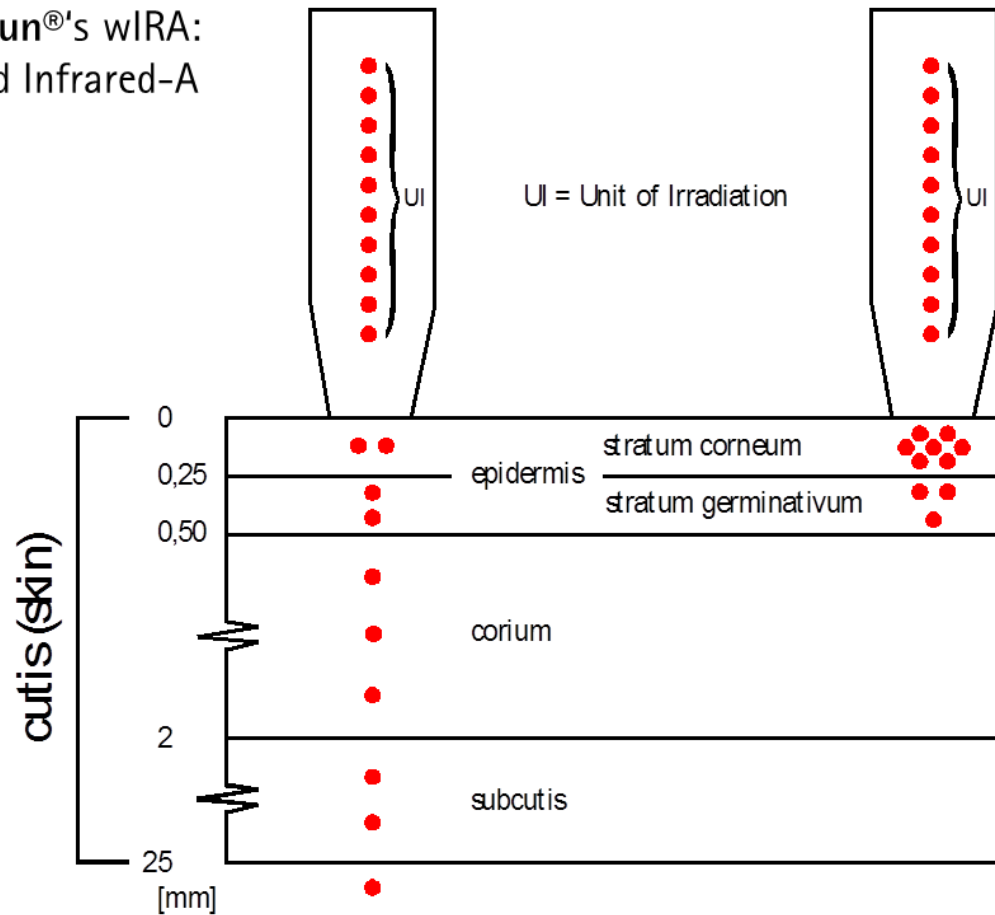 un®‘s wIRA:
d Infrared-A
UI
UI = Unit of Irradiation
UI
0
stratum corneum
0,25
epidermis
stratum germinativum
0,50
cutis (skin)
corium
2
subcutis
25
[mm]